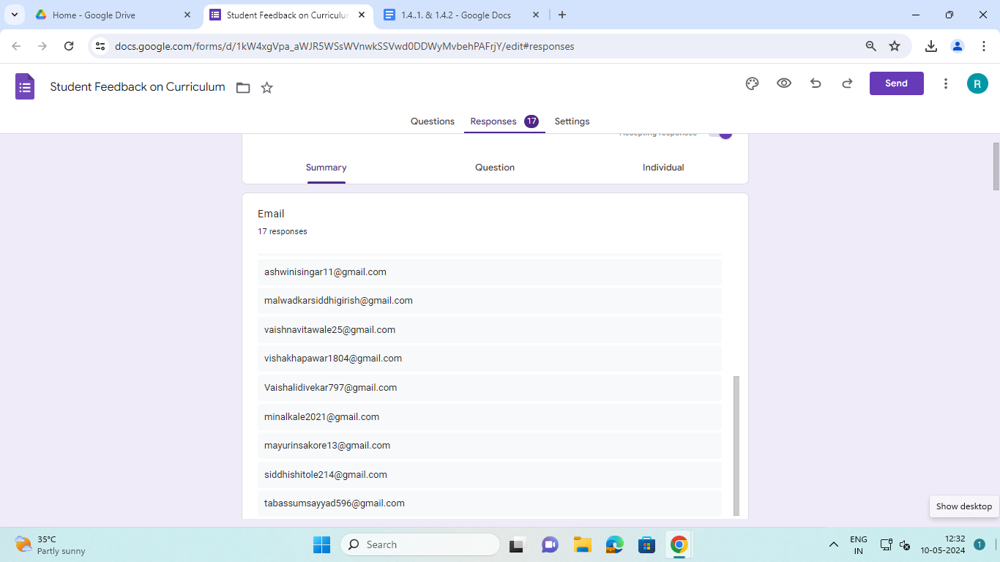 Home - Google Drive
Student Feedback on Curriculum
1.4..1. & 1.4.2 - Google Docs
docs.google.com/forms/d/1kW4xgVpa_aWJR5WSsWVnwkSSVwd0DDWyMvbehPAFrjY/edit#responses
Student Feedback on Curriculum
Send
R
Questions
Responses 17
Settings
Accepting responses
Summary
Question
Individual
Email
17 responses
ashwinisingar11@gmail.com
malwadkarsiddhigirish@gmail.com
vaishnavitawale25@gmail.com
vishakhapawar1804@gmail.com
Vaishalidivekar797@gmail.com
minalkale2021@gmail.com
mayurinsakore13@gmail.com
siddhishitole214@gmail.com
tabassumsayyad596@gmail.com
Show desktop
35°C
Partly sunny
Search
ENG
IN
12:32
10-05-2024
1